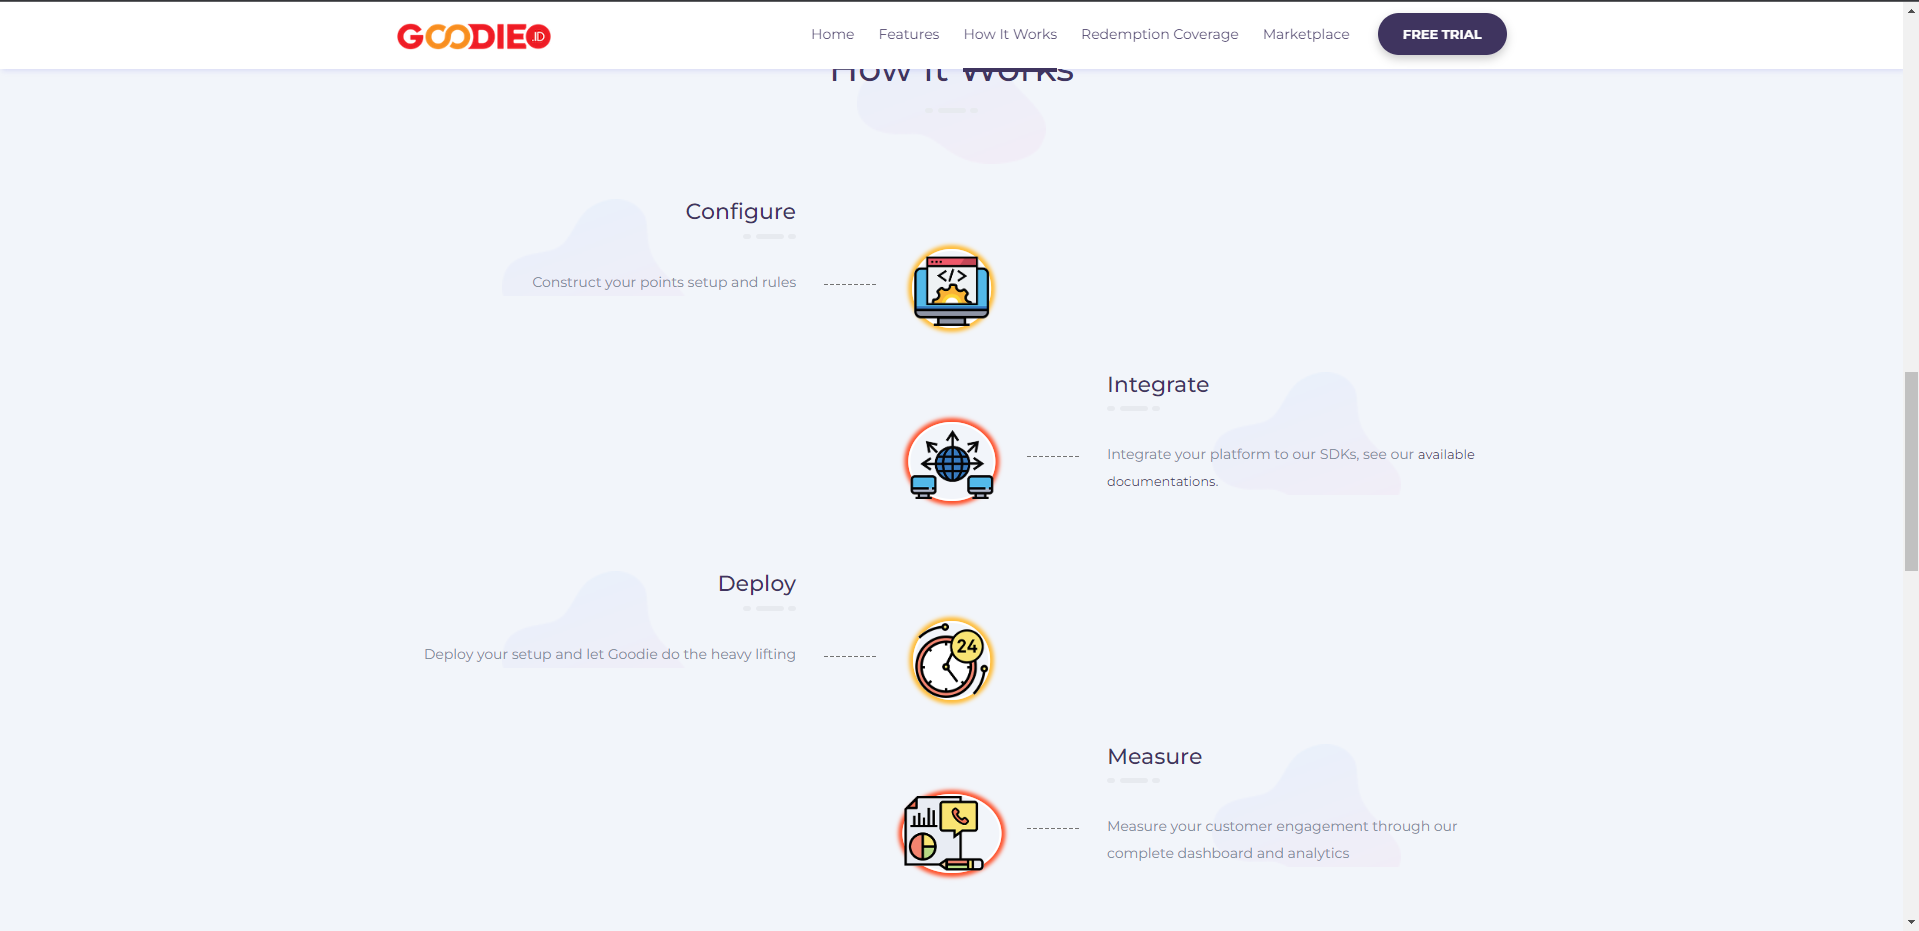 GOODIE .ID
Home Features How It Works Redemption Coverage Marketplace FREE TRIAL
How It Works
Configure
Construct your points setup and rules
</>
Integrate
Integrate your platform to our SDKs, see our available
documentations.
Deploy
24
Deploy your setup and let Goodie do the heavy lifting
Measure
Measure your customer engagement through our
complete dashboard and analytics